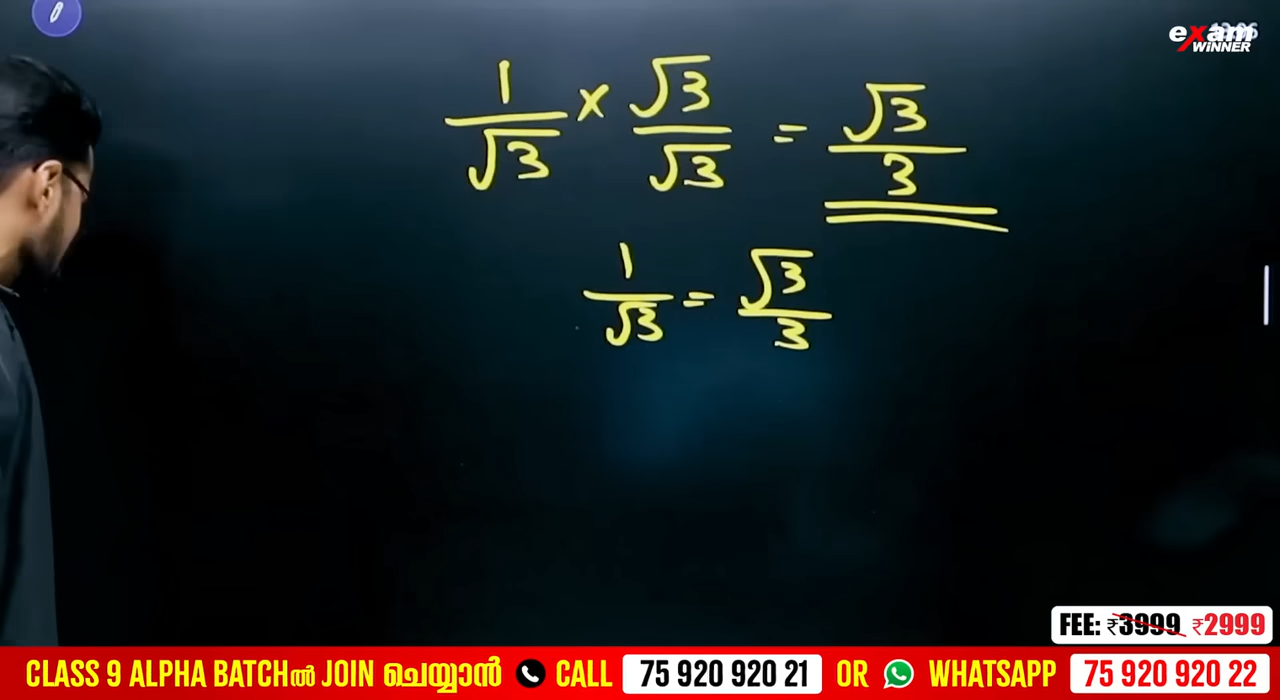 exam
WiNNER
1/√3 × √3/√3 = √3/3
1/√3 = √3/3
FEE: ₹3999 ₹2999
CLASS 9 ALPHA BATCHൽ JOIN ചെയ്യാൻ CALL 75 920 920 21 OR WHATSAPP 75 920 920 22